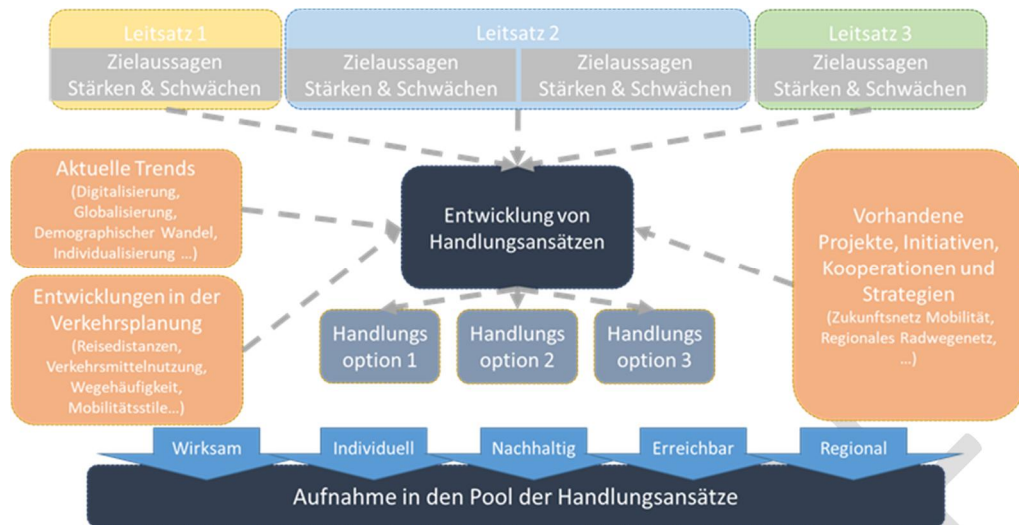 Leitsatz 1
Leitsatz 2
Leitsatz 3
Zielaussagen
Stärken & Schwächen
Zielaussagen
Stärken & Schwächen
Zielaussagen
Stärken & Schwächen
Zielaussagen
Stärken & Schwächen
Aktuelle Trends
(Digitalisierung,
Globalisierung,
Demographischer Wandel,
Individualisierung ...)
Entwicklungen in der
Verkehrsplanung
(Reisedistanzen,
Verkehrsmittelnutzung,
Wegehäufigkeit,
Mobilitätsstile...)
Entwicklung von
Handlungsansätzen
Handlungs
option 1
Handlungs
option 2
Handlungs
option 3
Vorhandene
Projekte, Initiativen,
Kooperationen und
Strategien
(Zukunftsnetz Mobilität,
Regionales Radwegenetz,
...)
Wirksam
Individuell
Nachhaltig
Erreichbar
Regional
Aufnahme in den Pool der Handlungsansätze